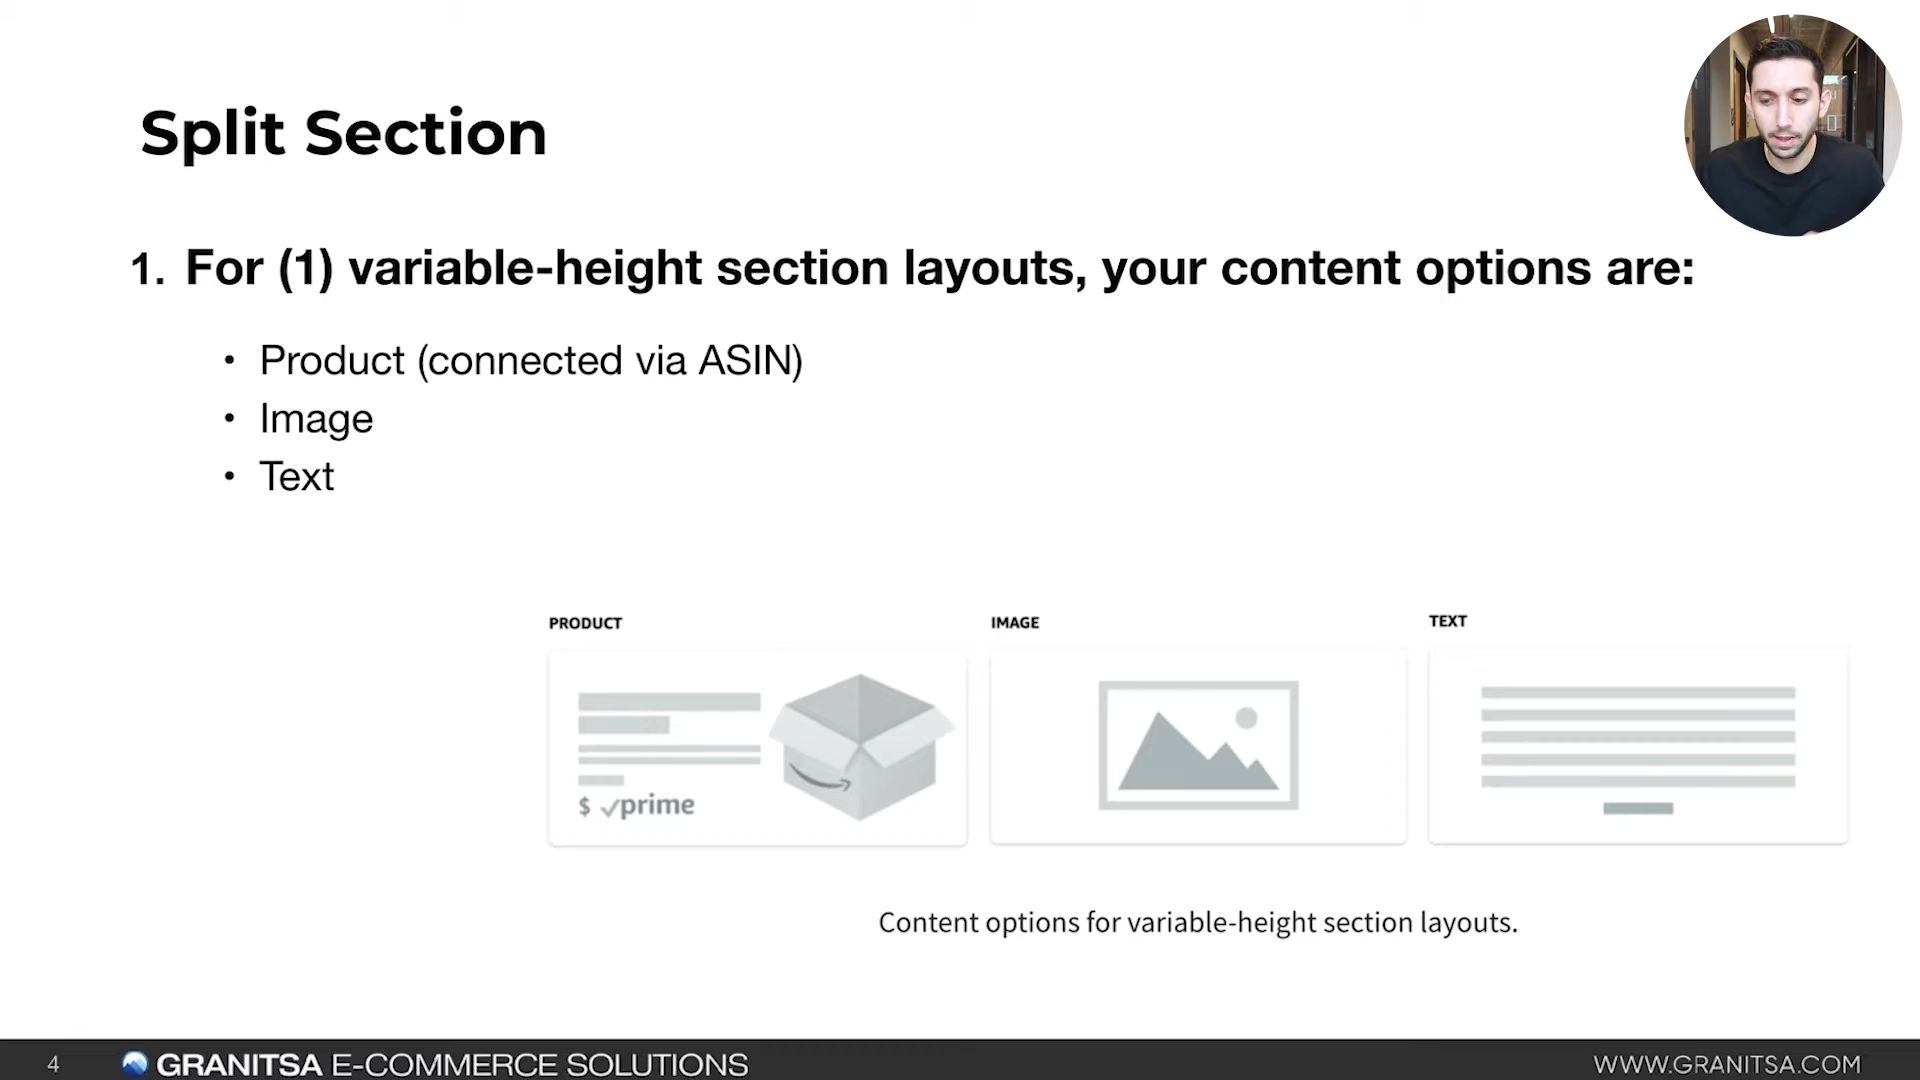 Split Section
1. For (1) variable-height section layouts, your content options are:
• Product (connected via ASIN)
• Image
• Text
PRODUCT
IMAGE
TEXT
$ ✓prime
Content options for variable-height section layouts.
4
GRANITSA E-COMMERCE SOLUTIONS
WWW.GRANITSA.COM